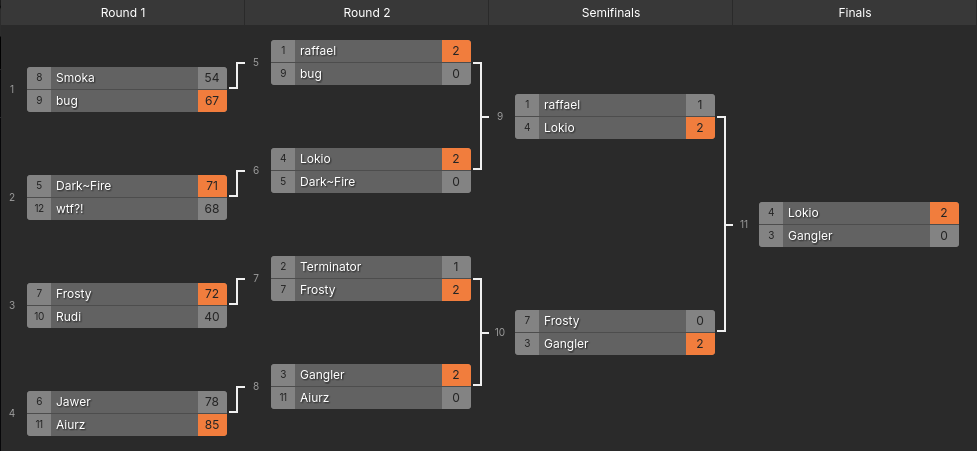 Round 1 Round 2 Semifinals Finals
1
8 Smoka 54
9 bug 67
2
5 Dark~Fire 71
12 wtf?! 68
3
7 Frosty 72
10 Rudi 40
4
6 Jawer 78
11 Aiurz 85
5
1 raffael 2
9 bug 0
6
4 Lokio 2
5 Dark~Fire 0
7
2 Terminator 1
7 Frosty 2
8
3 Gangler 2
11 Aiurz 0
9
1 raffael 1
4 Lokio 2
10
7 Frosty 0
3 Gangler 2
11
4 Lokio 2
3 Gangler 0